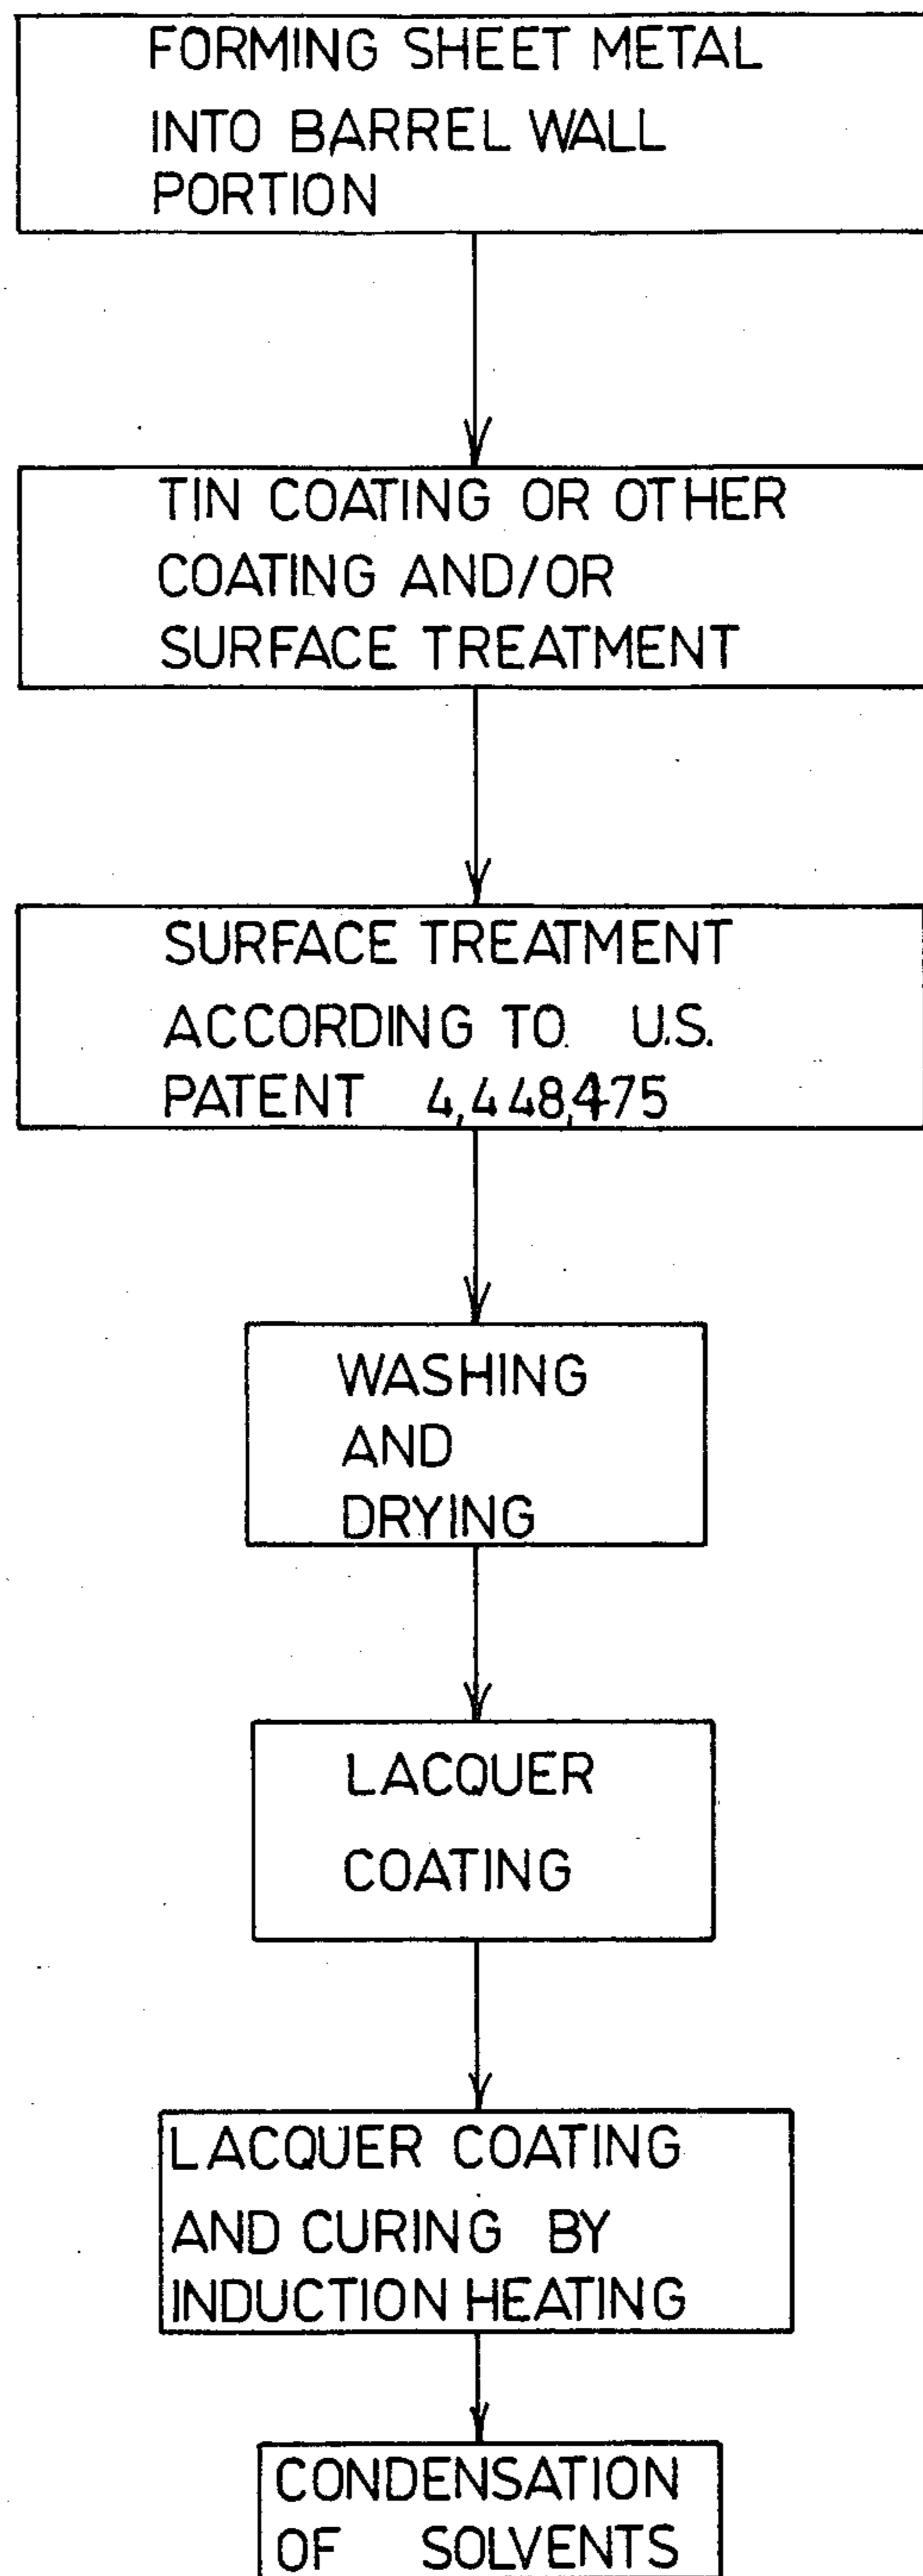 FORMING SHEET METAL
INTO BARREL WALL
PORTION
TIN COATING OR OTHER
COATING AND/OR
SURFACE TREATMENT
SURFACE TREATMENT
ACCORDING TO U.S.
PATENT 4,448,475
WASHING
AND
DRYING
LACQUER
COATING
LACQUER COATING
AND CURING BY
INDUCTION HEATING
CONDENSATION
OF SOLVENTS